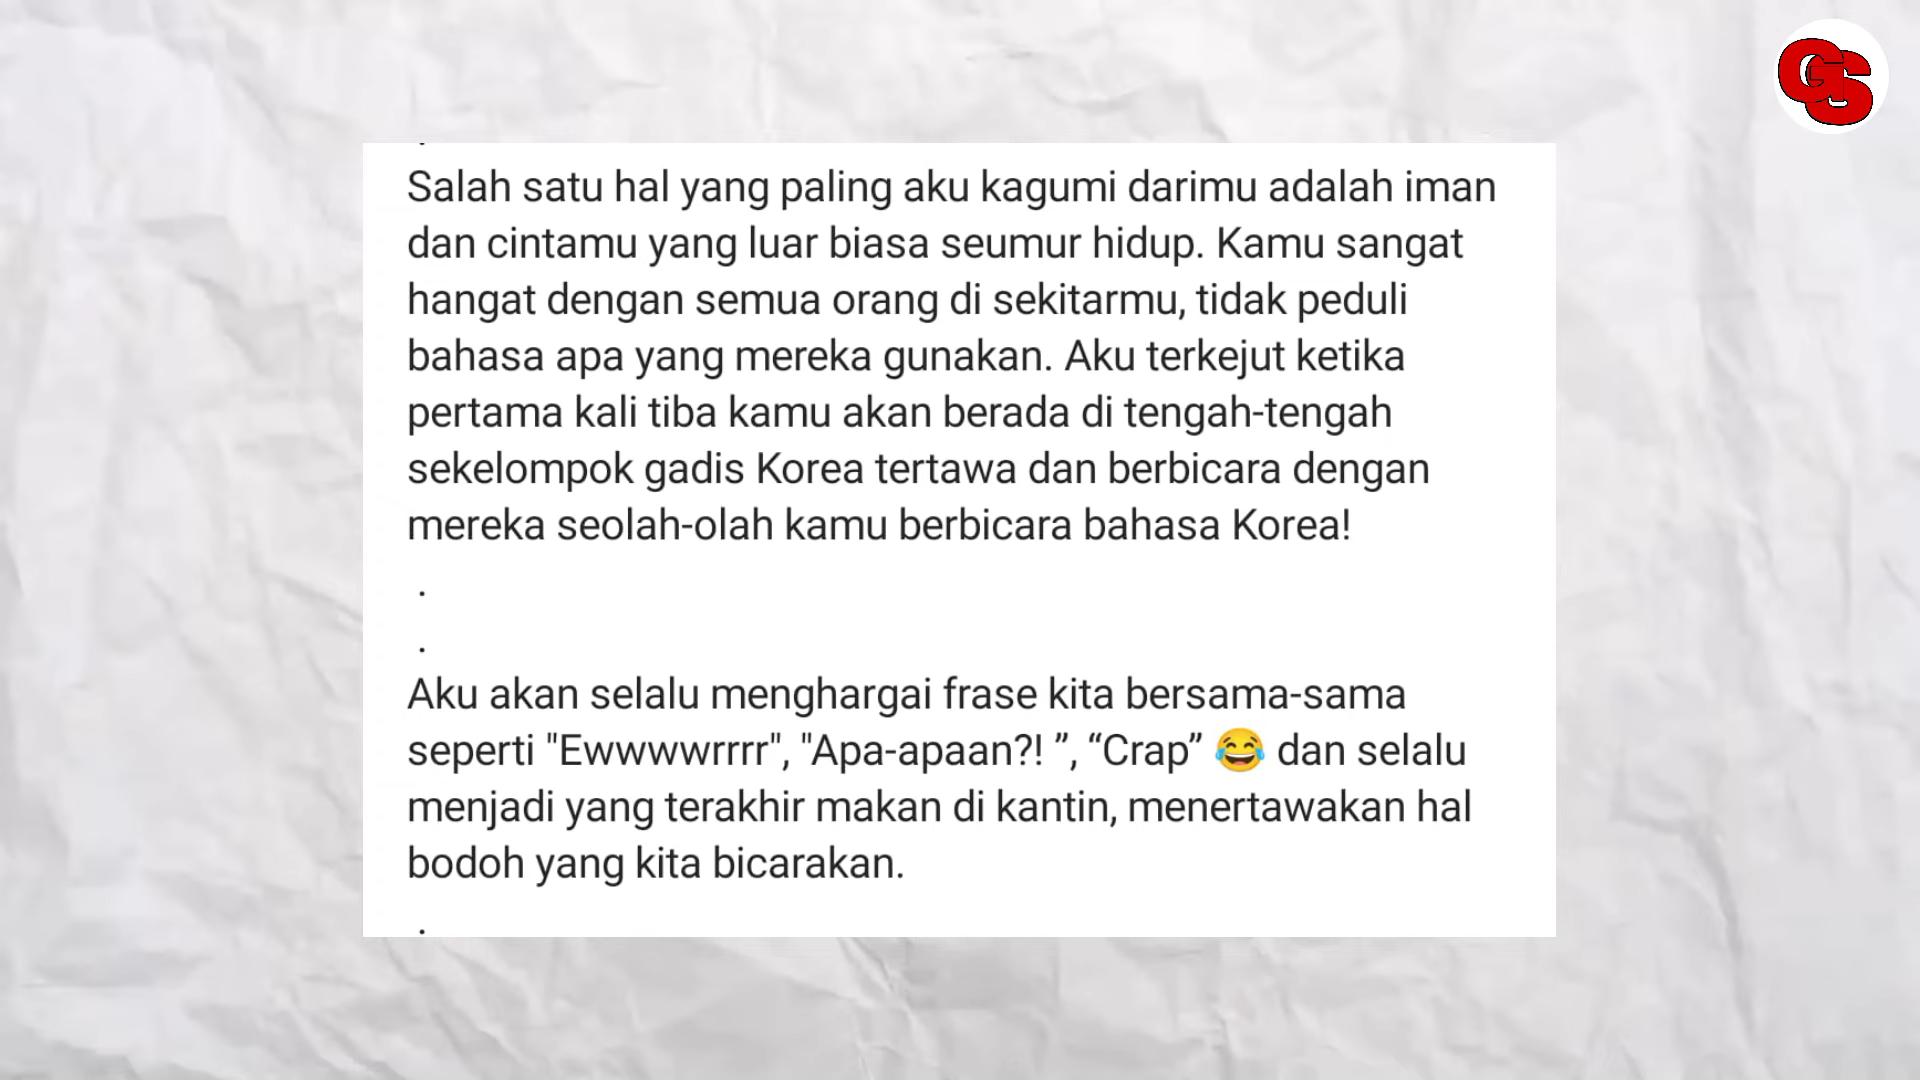 GS
Salah satu hal yang paling aku kagumi darimu adalah iman
dan cintamu yang luar biasa seumur hidup. Kamu sangat
hangat dengan semua orang di sekitarmu, tidak peduli
bahasa apa yang mereka gunakan. Aku terkejut ketika
pertama kali tiba kamu akan berada di tengah-tengah
sekelompok gadis Korea tertawa dan berbicara dengan
mereka seolah-olah kamu berbicara bahasa Korea!
.
.
Aku akan selalu menghargai frase kita bersama-sama
seperti "Ewwwwrrrr", "Apa-apaan?! ”, “Crap” 😂 dan selalu
menjadi yang terakhir makan di kantin, menertawakan hal
bodoh yang kita bicarakan.
.